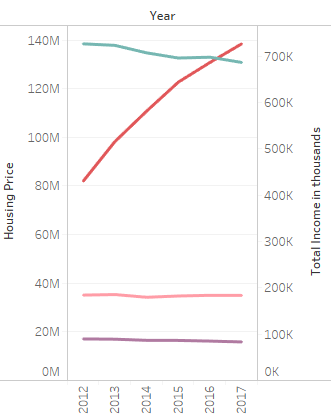 Year
140M
120M
100M
80M
60M
40M
20M
0M
Housing Price
700K
600K
500K
400K
300K
200K
100K
0K
Total Income in thousands
2012
2013
2014
2015
2016
2017